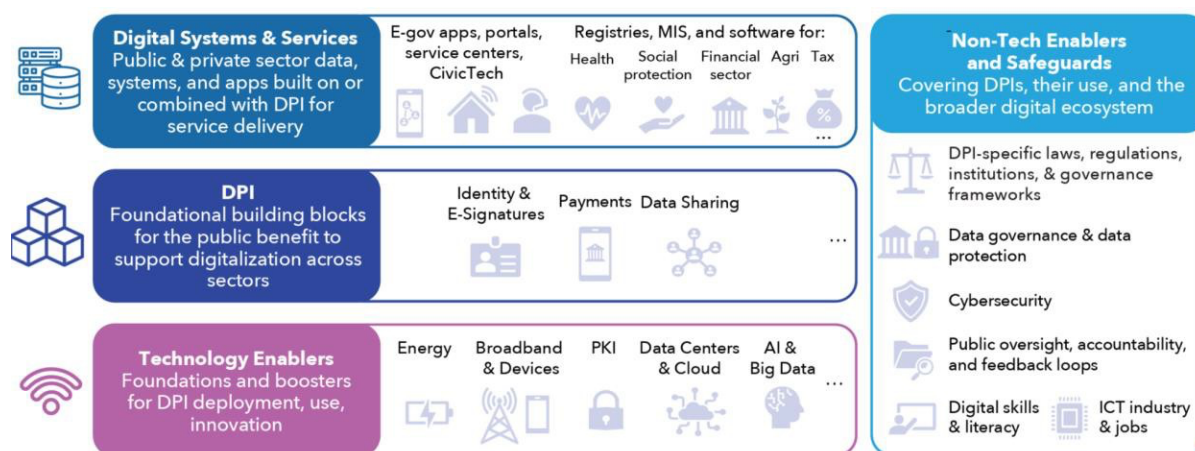 Digital Systems & Services
Public & private sector data,
systems, and apps built on or
combined with DPI for
service delivery
E-gov apps, portals,
service centers,
CivicTech
Registries, MIS, and software for:
Health
Social
protection
Financial
sector
Agri
Tax
%
...
DPI
Foundational building blocks
for the public benefit to
support digitalization across
sectors
Identity &
E-Signatures
Payments
Data Sharing
...
Technology Enablers
Foundations and boosters
for DPI deployment, use,
innovation
Energy
Broadband
& Devices
PKI
Data Centers
& Cloud
AI &
Big Data
...
Non-Tech Enablers
and Safeguards
Covering DPIs, their use, and the
broader digital ecosystem
DPI-specific laws, regulations,
institutions, & governance
frameworks
Data governance & data
protection
Cybersecurity
Public oversight, accountability,
and feedback loops
Digital skills
& literacy
ICT industry
& jobs